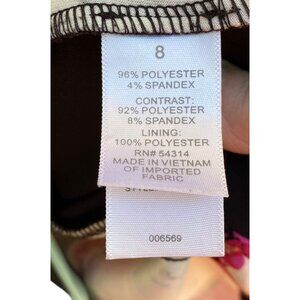 8
96% POLYESTER
4% SPANDEX
CONTRAST:
92% POLYESTER
8% SPANDEX
LINING:
100% POLYESTER
RN# 54314
MADE IN VIETNAM
OF IMPORTED
FABRIC
006569